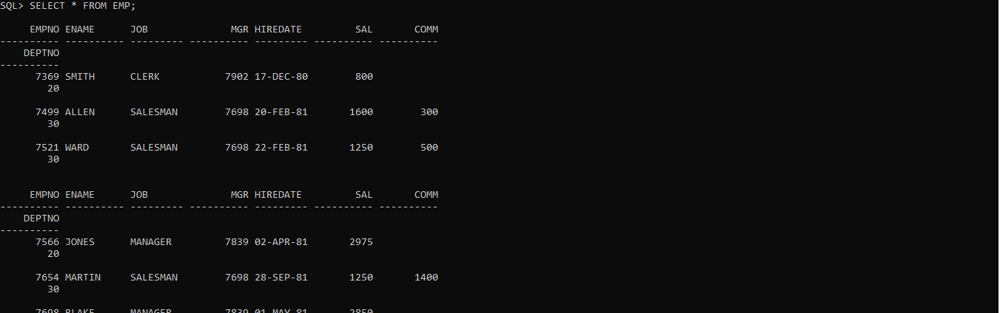 SQL> SELECT * FROM EMP;
     EMPNO ENAME      JOB              MGR HIREDATE         SAL       COMM
---------- ---------- --------- ---------- --------- ---------- ----------
    DEPTNO
----------
      7369 SMITH      CLERK           7902 17-DEC-80        800
        20
      7499 ALLEN      SALESMAN        7698 20-FEB-81       1600        300
        30
      7521 WARD       SALESMAN        7698 22-FEB-81       1250        500
        30
     EMPNO ENAME      JOB              MGR HIREDATE         SAL       COMM
---------- ---------- --------- ---------- --------- ---------- ----------
    DEPTNO
----------
      7566 JONES      MANAGER         7839 02-APR-81       2975
        20
      7654 MARTIN     SALESMAN        7698 28-SEP-81       1250       1400
        30
      7698 BLAKE      MANAGER         7839 01-MAY-81       2850